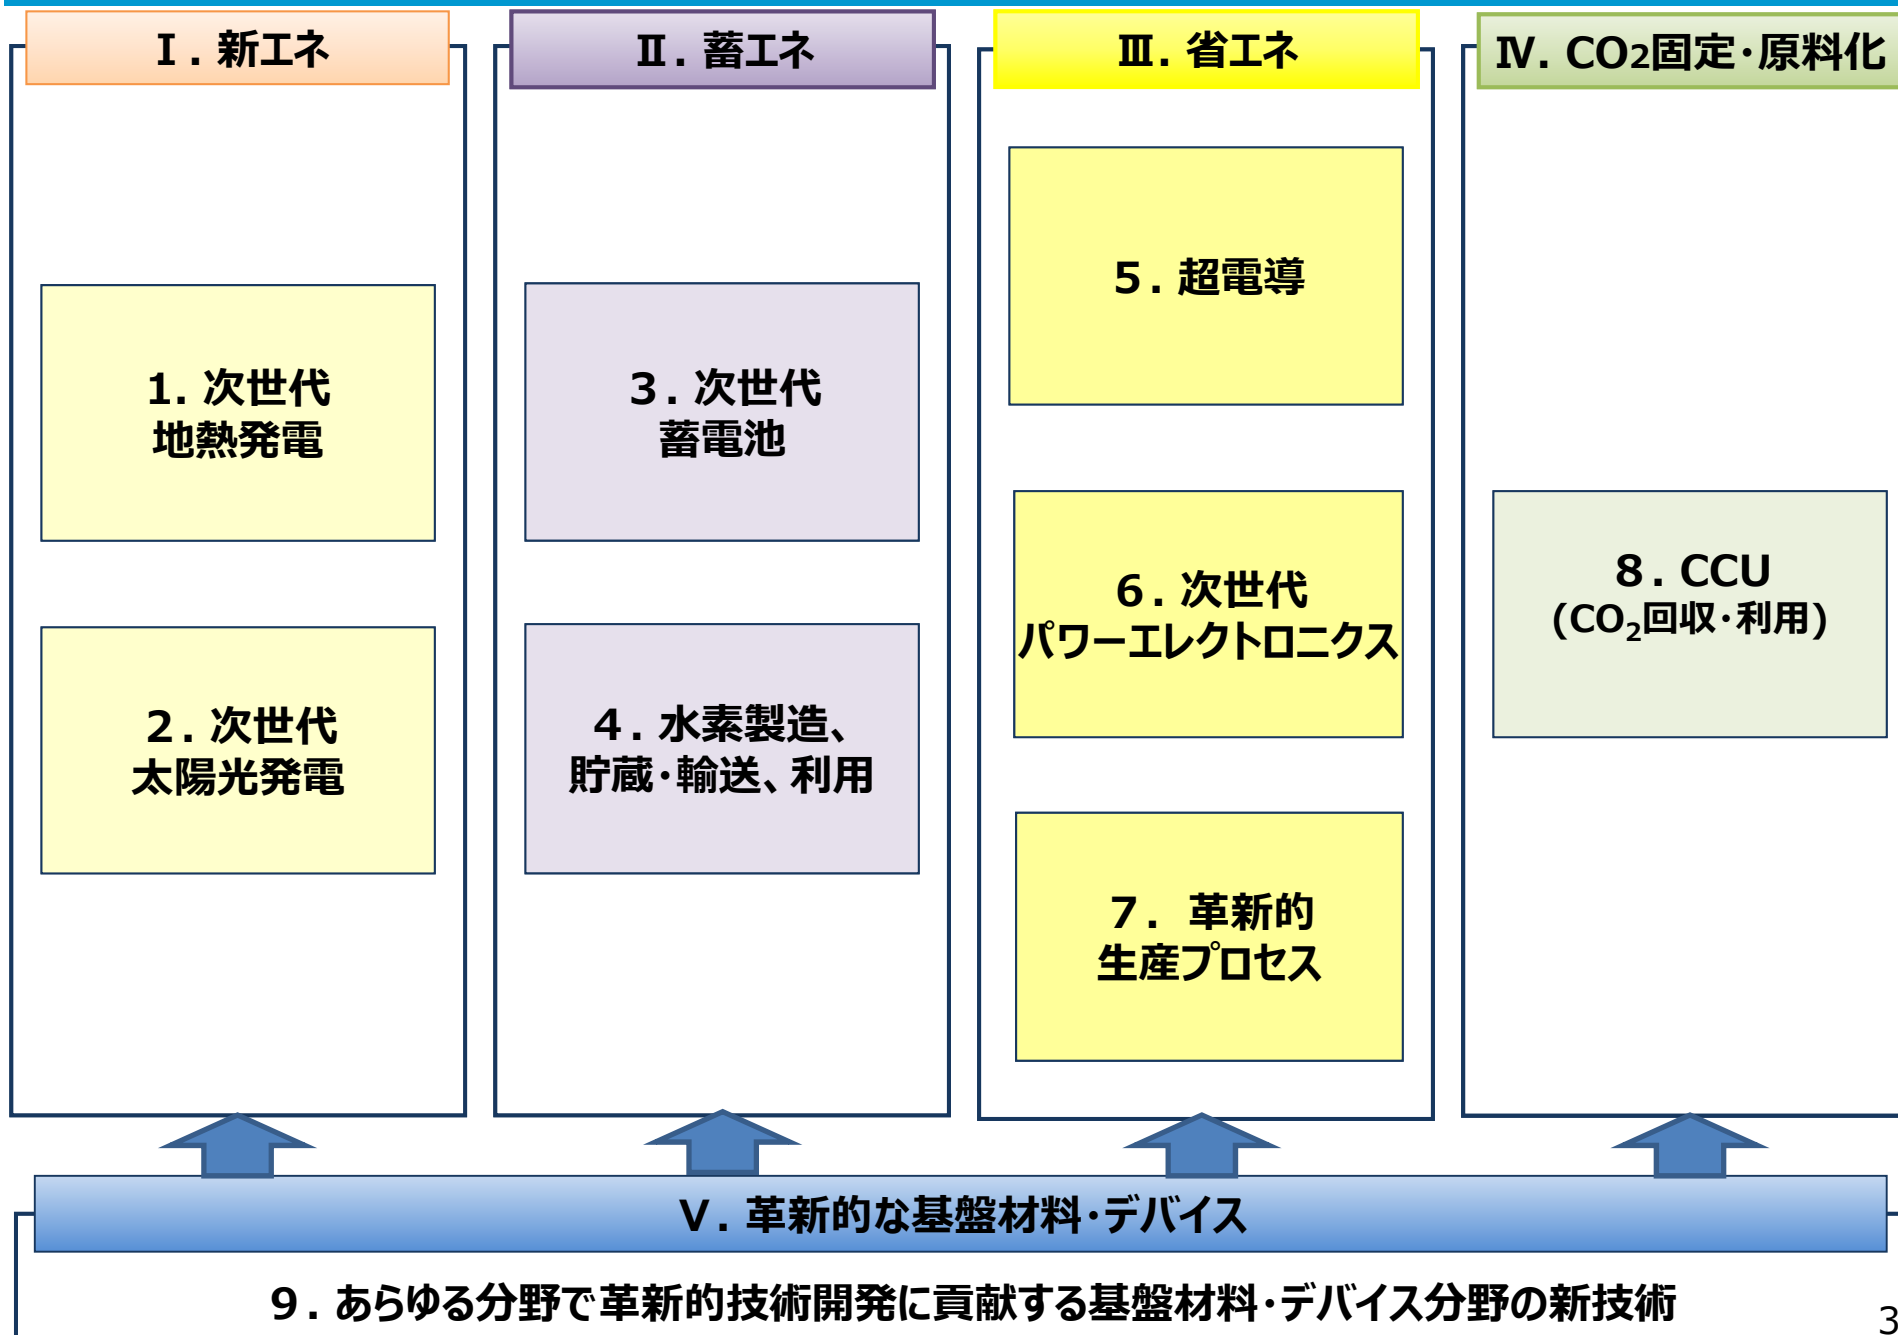 Ⅰ. 新エネ
Ⅱ. 蓄エネ
Ⅲ. 省エネ
Ⅳ. CO2固定・原料化
1. 次世代
地熱発電
2. 次世代
太陽光発電
3. 次世代
蓄電池
4. 水素製造、
貯蔵・輸送、利用
5. 超電導
6. 次世代
パワーエレクトロニクス
7. 革新的
生産プロセス
8. CCU
(CO₂回収・利用)
Ⅴ. 革新的な基盤材料・デバイス
9. あらゆる分野で革新的技術開発に貢献する基盤材料・デバイス分野の新技術
3